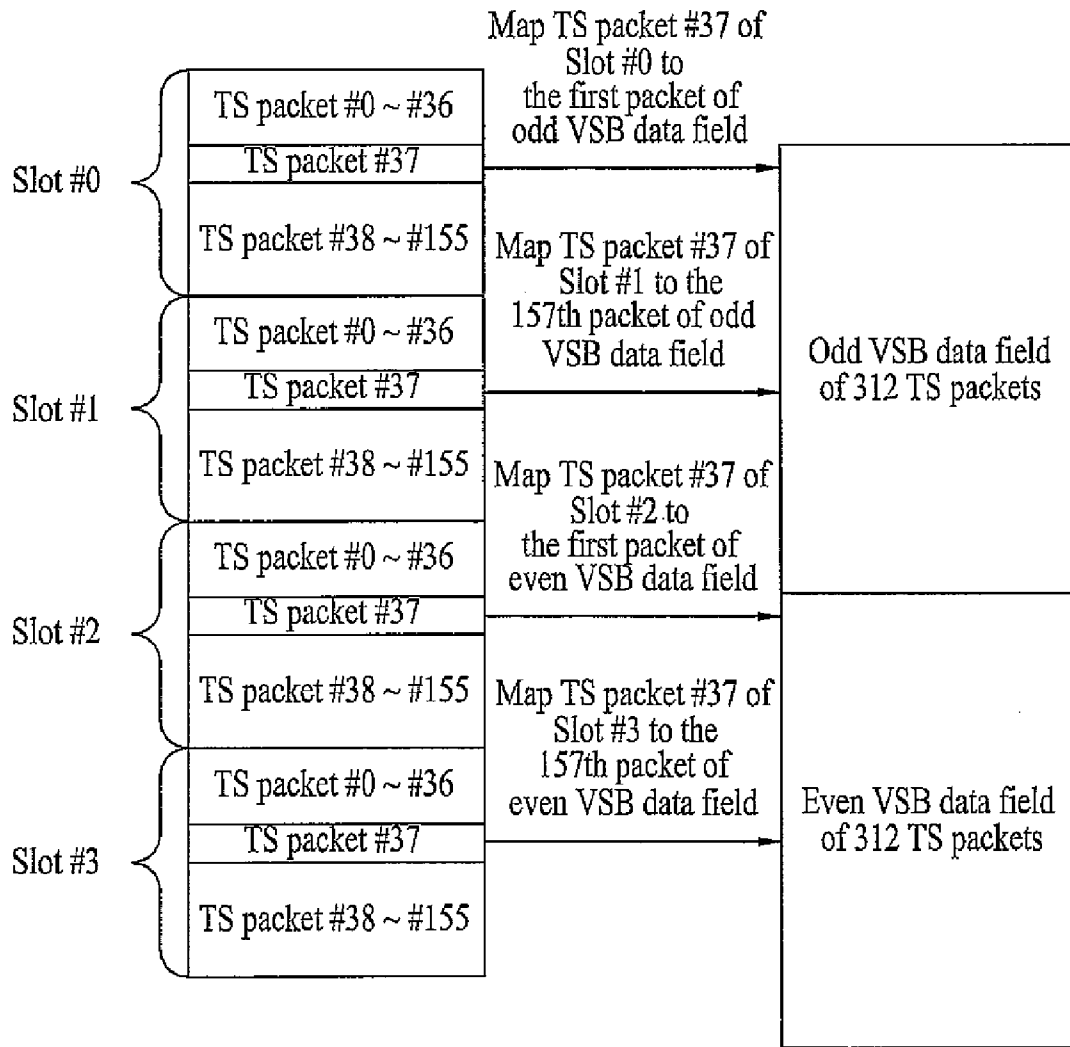 Map TS packet #37 of
Slot #0 to
the first packet of
odd VSB data field
Slot #0
TS packet #0 ~ #36
TS packet #37
TS packet #38 ~ #155
Map TS packet #37 of
Slot #1 to the
157th packet of odd
VSB data field
Slot #1
TS packet #0 ~ #36
TS packet #37
TS packet #38 ~ #155
Odd VSB data field
of 312 TS packets
Map TS packet #37 of
Slot #2 to
the first packet of
even VSB data field
Slot #2
TS packet #0 ~ #36
TS packet #37
TS packet #38 ~ #155
Map TS packet #37 of
Slot #3 to the
157th packet of
even VSB data field
Slot #3
TS packet #0 ~ #36
TS packet #37
TS packet #38 ~ #155
Even VSB data field
of 312 TS packets